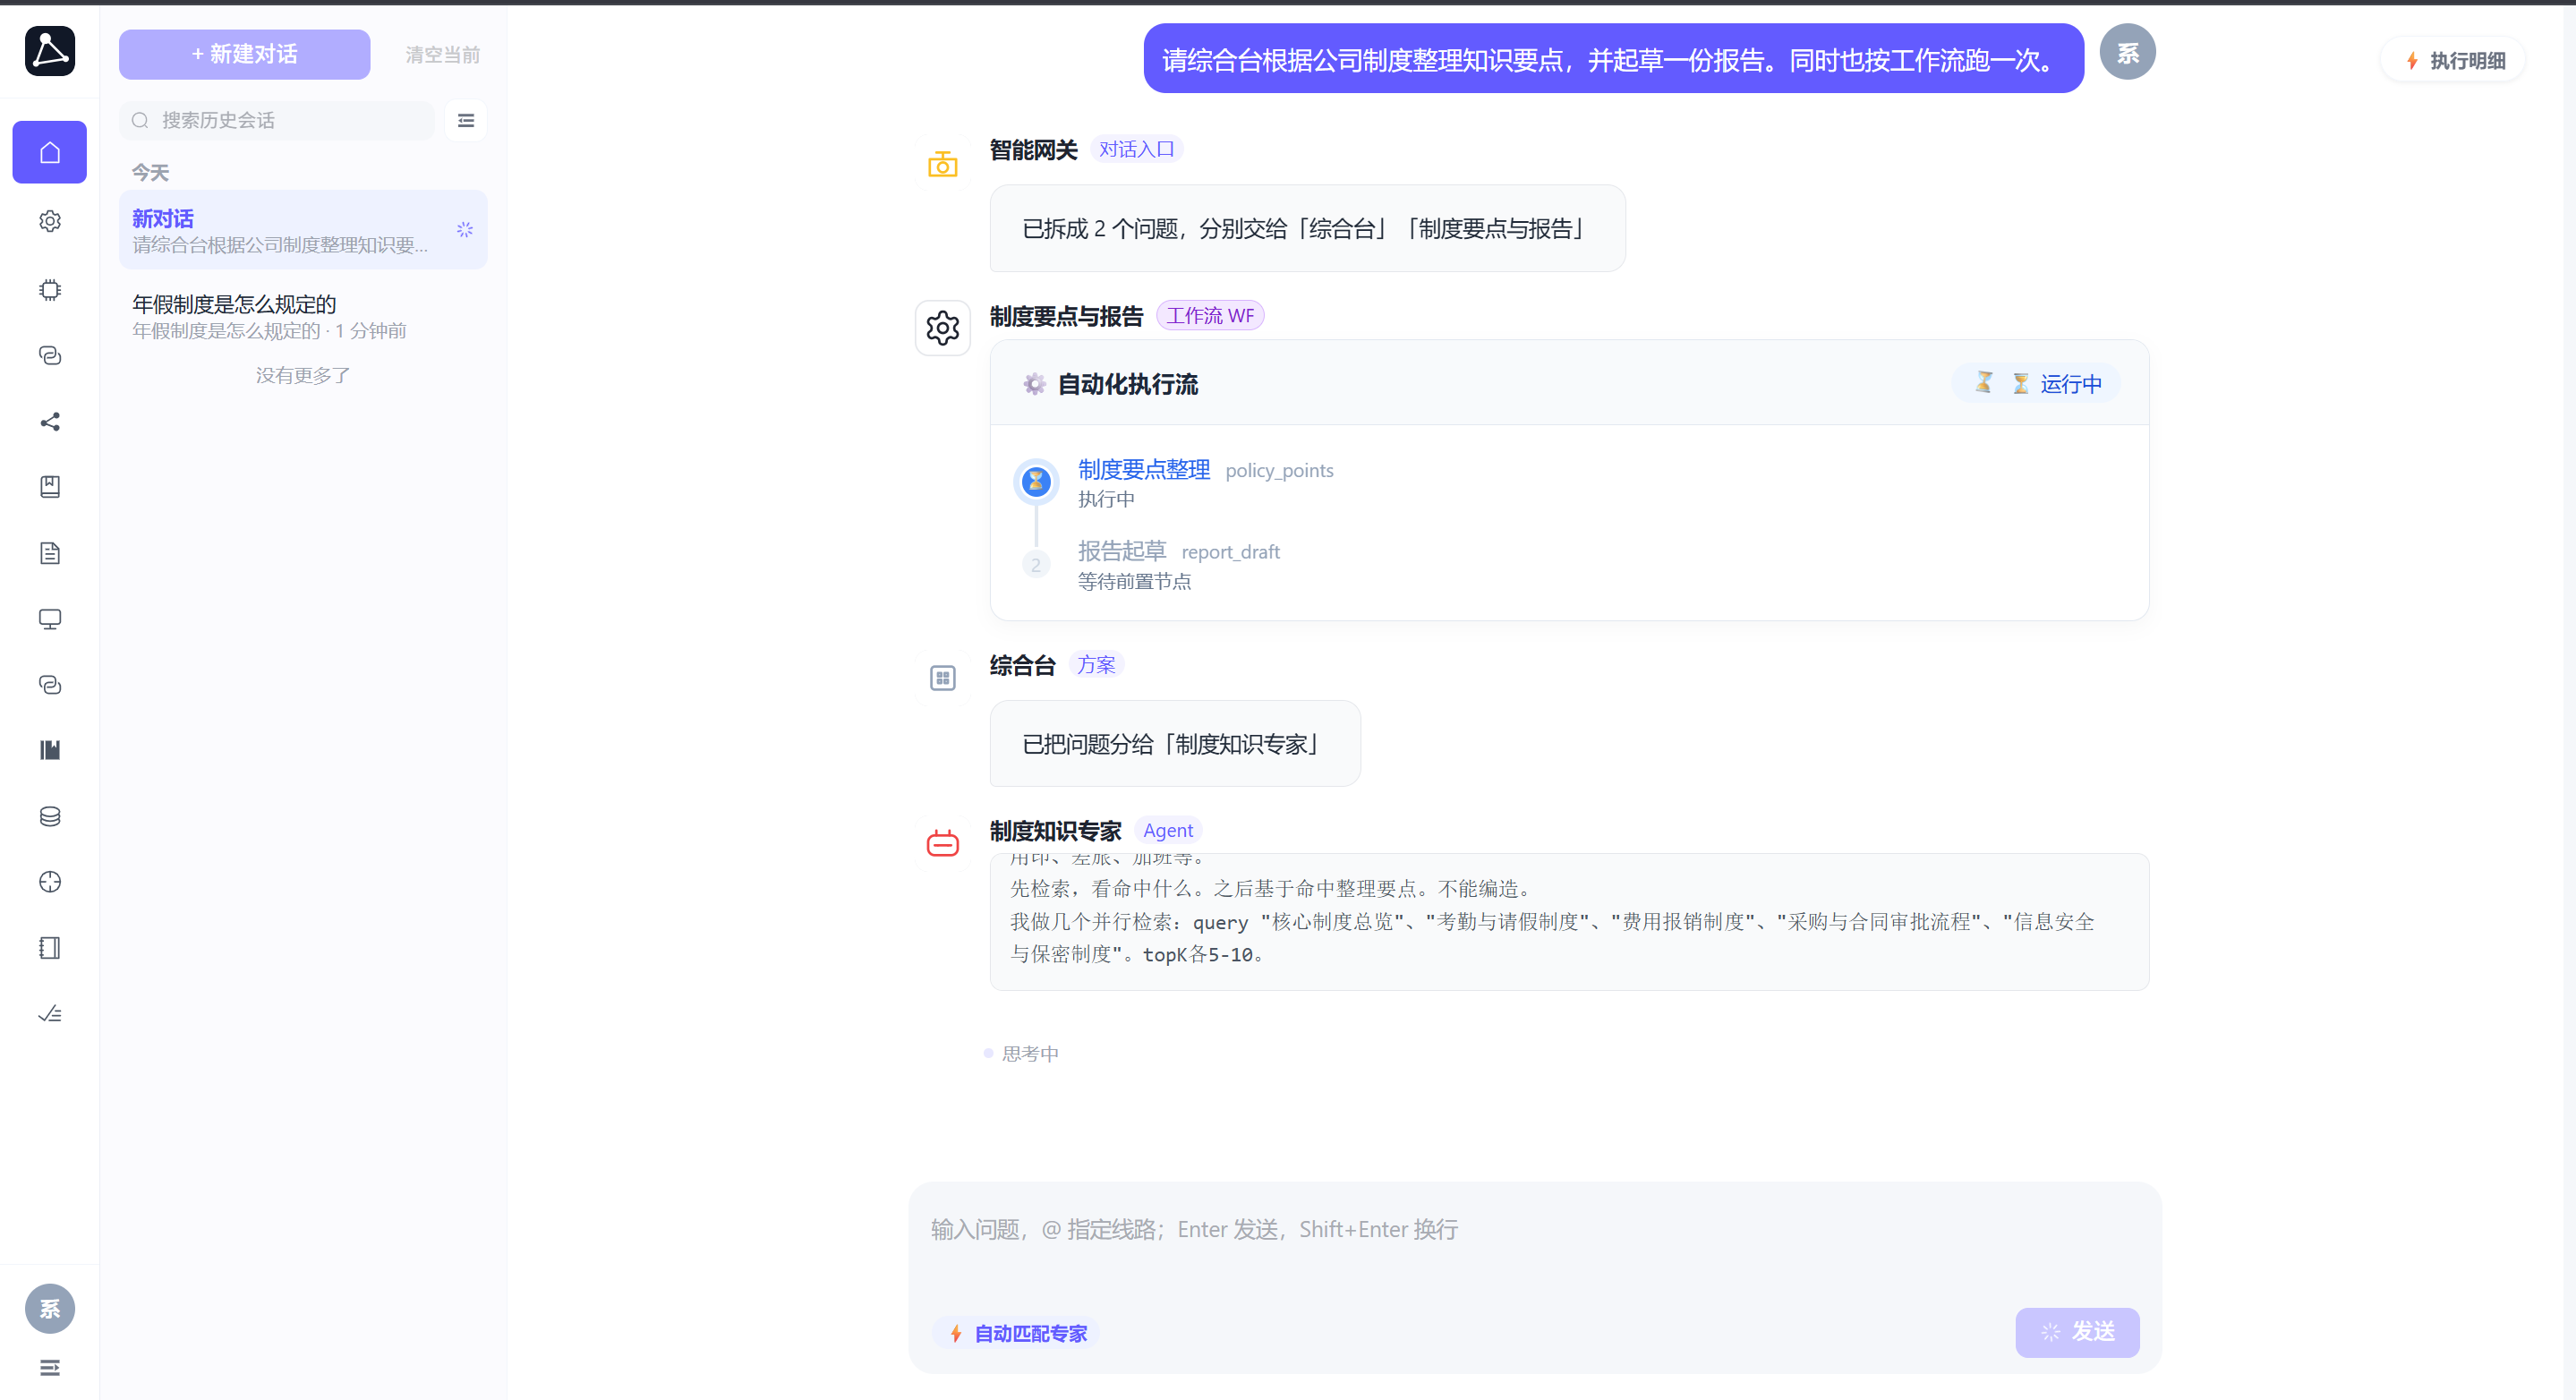 + 新建对话
清空当前
搜索历史会话
今天
新对话
请综合台根据公司制度整理知识要...
年假制度是怎么规定的
年假制度是怎么规定的 · 1 分钟前
没有更多了
系
请综合台根据公司制度整理知识要点，并起草一份报告。同时也按工作流跑一次。
系
执行明细
智能网关 对话入口
已拆成 2 个问题，分别交给「综合台」「制度要点与报告」
制度要点与报告 工作流 WF
自动化执行流
运行中
制度要点整理 policy_points
执行中
2
报告起草 report_draft
等待前置节点
综合台 方案
已把问题分给「制度知识专家」
制度知识专家 Agent
用印、差旅、加班等。
先检索，看命中什么。之后基于命中整理要点。不能编造。
我做几个并行检索：query "核心制度总览"、"考勤与请假制度"、"费用报销制度"、"采购与合同审批流程"、"信息安全
与保密制度"。topK各5-10。
思考中
输入问题，@ 指定线路；Enter 发送，Shift+Enter 换行
自动匹配专家
发送